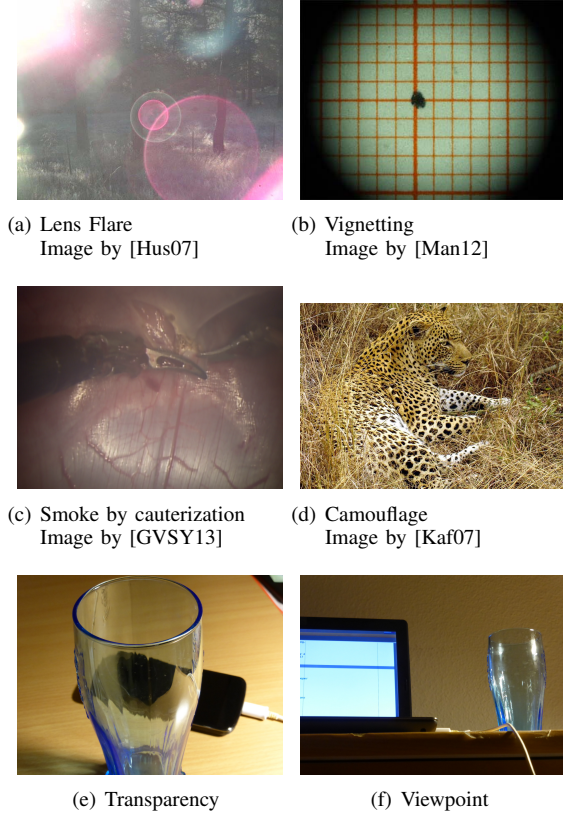 (a) Lens Flare
Image by [Hus07]
(b) Vignetting
Image by [Man12]
(c) Smoke by cauterization
Image by [GVSY13]
(d) Camouflage
Image by [Kaf07]
(e) Transparency
(f) Viewpoint